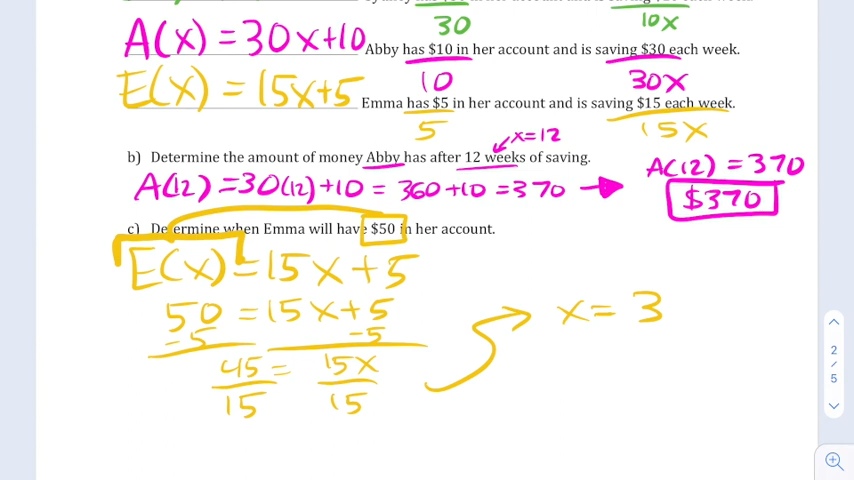 30
10x
A(x) = 30x+10 Abby has $10 in her account and is saving $30 each week.
10
30x
E(x) = 15x+5 Emma has $5 in her account and is saving $15 each week.
5
15x
x=12
b) Determine the amount of money Abby has after 12 weeks of saving.
A(12) =30(12)+10 = 360+10 =370
A(12) =370
$370
c) Determine when Emma will have $50 in her account.
E(x) =15x+5
50 =15x+5
-5 -5
45 = 15x
15 15
x= 3
2
/
5